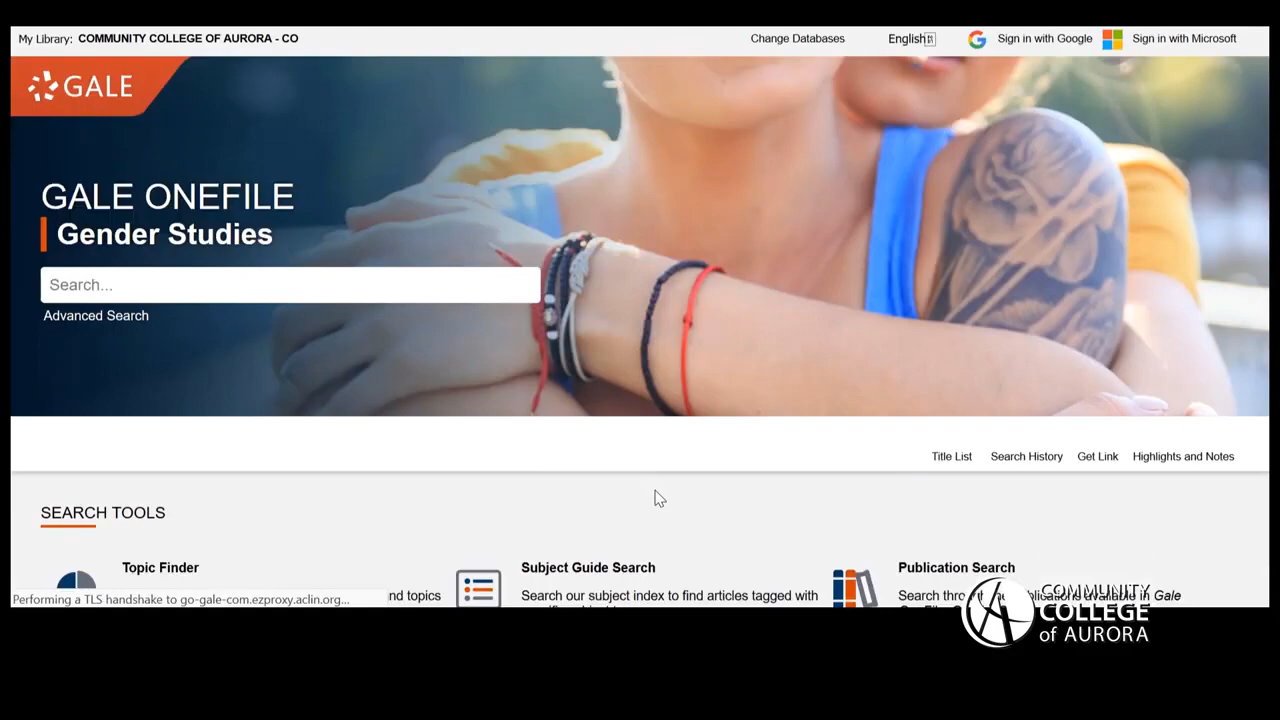 My Library: COMMUNITY COLLEGE OF AURORA - CO
Change Databases
English
Sign in with Google
Sign in with Microsoft
GALE
GALE ONEFILE
Gender Studies
Search...
Advanced Search
Title List
Search History
Get Link
Highlights and Notes
SEARCH TOOLS
Topic Finder
Subject Guide Search
Publication Search
Performing a TLS handshake to go-gale-com.ezproxy.aclin.org...
nd topics
Search our subject index to find articles tagged with
Search
in Gale
COMMUNITY
COLLEGE
of AURORA